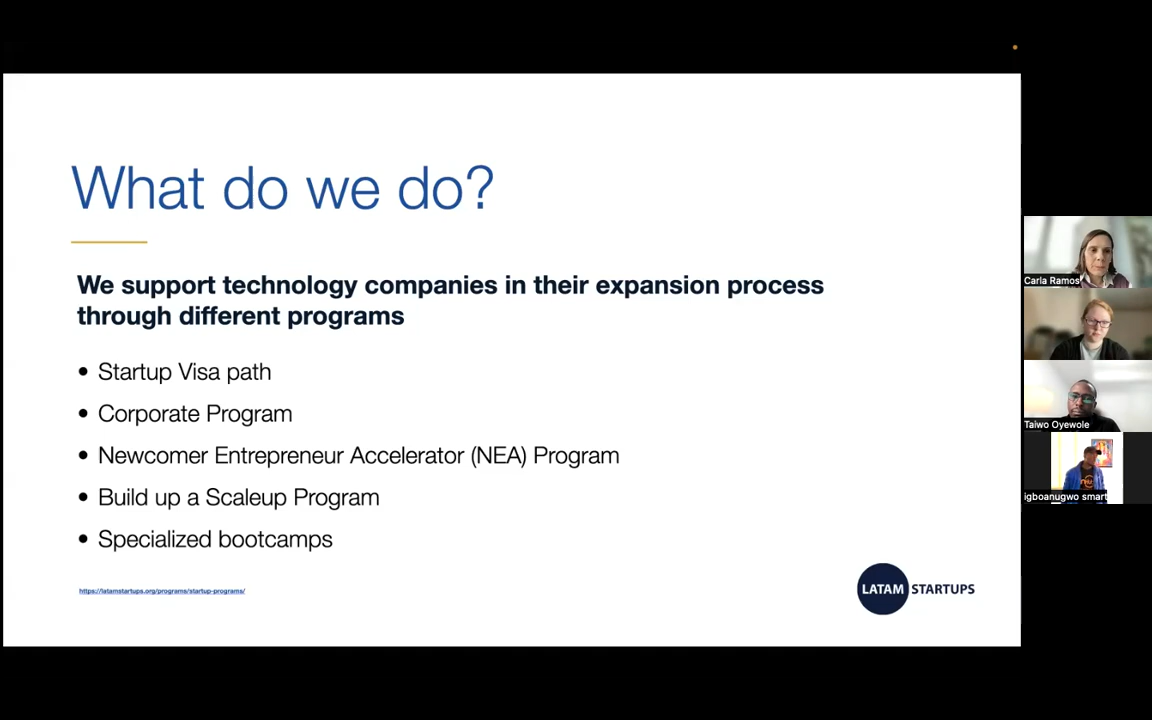 What do we do?
We support technology companies in their expansion process
through different programs
• Startup Visa path
• Corporate Program
• Newcomer Entrepreneur Accelerator (NEA) Program
• Build up a Scaleup Program
• Specialized bootcamps
https://latamstartups.org/programs/startup-programs/
LATAM STARTUPS
Carla Ramos
Taiwo Oyewole
igboanugwo smart